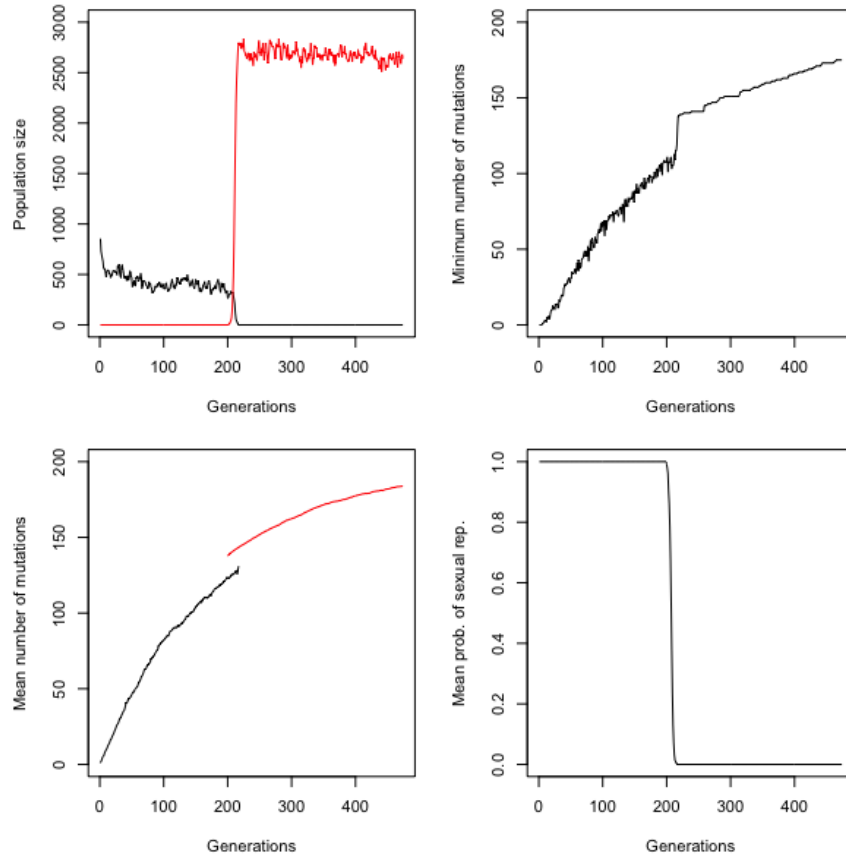 Population size
0
500
1000
1500
2000
2500
3000
0 100 200 300 400
Generations
Minimum number of mutations
0
50
100
150
200
0 100 200 300 400
Generations
Mean number of mutations
0
50
100
150
200
0 100 200 300 400
Generations
Mean prob. of sexual rep.
0.0
0.2
0.4
0.6
0.8
1.0
0 100 200 300 400
Generations